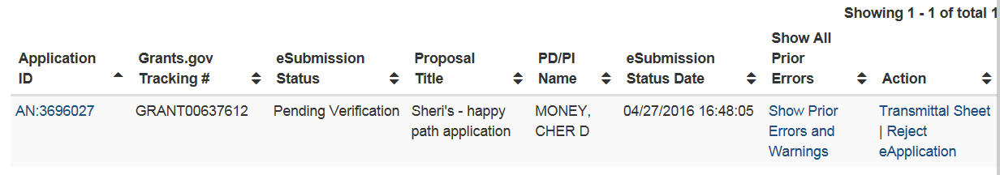 Showing 1 - 1 of total 1
Application ID
Grants.gov Tracking #
eSubmission Status
Proposal Title
PD/PI Name
eSubmission Status Date
Show All Prior Errors
Action
AN:3696027
GRANT00637612
Pending Verification
Sheri's - happy
path application
MONEY,
CHER D
04/27/2016 16:48:05
Show Prior
Errors and
Warnings
Transmittal Sheet
| Reject
eApplication